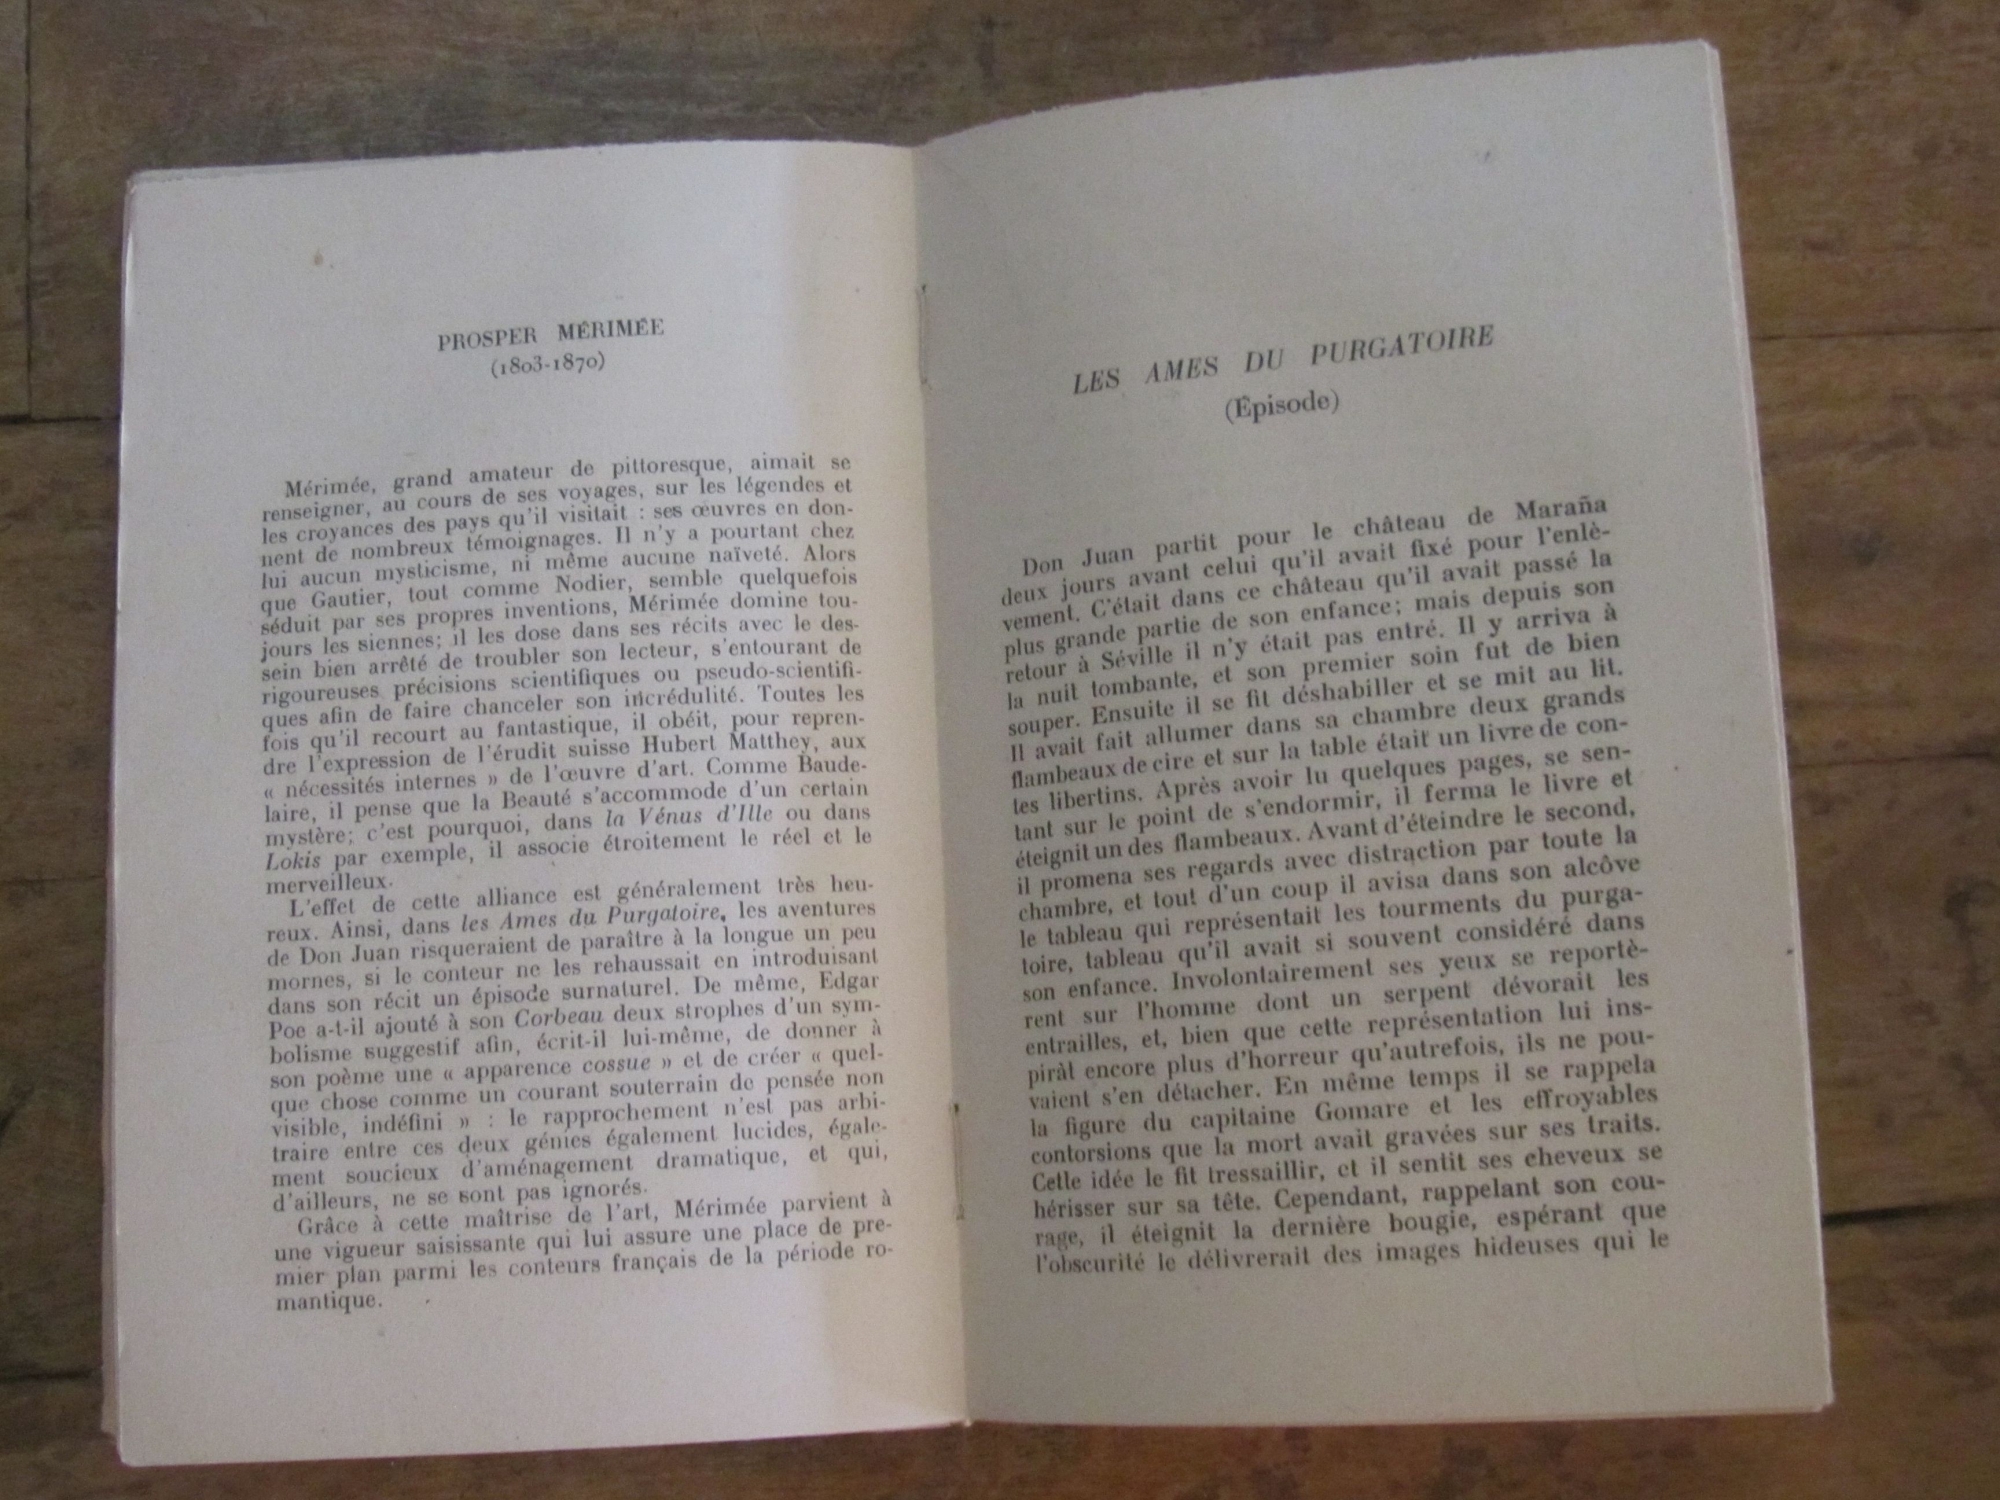 PROSPER MÉRIMÉE
(1803-1870)
Mérimée, grand amateur de pittoresque, aimait se
renseigner, au cours de ses voyages, sur les légendes et
les croyances des pays qu'il visitait : ses œuvres en don-
nent de nombreux témoignages. Il n'y a pourtant chez
lui aucun mysticisme, ni même aucune naïveté. Alors
que Gautier, tout comme Nodier, semble quelquefois
séduit par ses propres inventions, Mérimée domine tou-
jours les siennes; il les dose dans ses récits avec le des-
sein bien arrêté de troubler son lecteur, s'entourant de
rigoureuses précisions scientifiques ou pseudo-scientifi-
ques afin de faire chanceler son incrédulité. Toutes les
fois qu'il recourt au fantastique, il obéit, pour repren-
dre l'expression de l'érudit suisse Hubert Matthey, aux
« nécessités internes » de l'œuvre d'art. Comme Baude-
laire, il pense que la Beauté s'accommode d'un certain
mystère; c'est pourquoi, dans la Vénus d'Ille ou dans
Lokis par exemple, il associe étroitement le réel et le
merveilleux.
L'effet de cette alliance est généralement très heu-
reux. Ainsi, dans les Ames du Purgatoire, les aventures
de Don Juan risqueraient de paraître à la longue un peu
mornes, si le conteur ne les rehaussait en introduisant
dans son récit un épisode surnaturel. De même, Edgar
Poe a-t-il ajouté à son Corbeau deux strophes d'un sym-
bolisme suggestif afin, écrit-il lui-même, de donner à
son poème une « apparence cossue » et de créer « quel-
que chose comme un courant souterrain de pensée non
visible, indéfini » : le rapprochement n'est pas arbi-
traire entre ces deux génies également lucides, égale-
ment soucieux d'aménagement dramatique, et qui,
d'ailleurs, ne se sont pas ignorés.
Grâce à cette maîtrise de l'art, Mérimée parvient à
une vigueur saisissante qui lui assure une place de pre-
mier plan parmi les conteurs français de la période ro-
mantique.
LES AMES DU PURGATOIRE
(Épisode)
Don Juan partit pour le château de Maraña
deux jours avant celui qu'il avait fixé pour l'enlè-
vement. C'était dans ce château qu'il avait passé la
plus grande partie de son enfance; mais depuis son
retour à Séville il n'y était pas entré. Il y arriva à
la nuit tombante, et son premier soin fut de bien
souper. Ensuite il se fit déshabiller et se mit au lit.
Il avait fait allumer dans sa chambre deux grands
flambeaux de cire et sur la table était un livre de con-
tes libertins. Après avoir lu quelques pages, se sen-
tant sur le point de s'endormir, il ferma le livre et
éteignit un des flambeaux. Avant d'éteindre le second,
il promena ses regards avec distraction par toute la
chambre, et tout d'un coup il avisa dans son alcôve
le tableau qui représentait les tourments du purga-
toire, tableau qu'il avait si souvent considéré dans
son enfance. Involontairement ses yeux se reportè-
rent sur l'homme dont un serpent dévorait les
entrailles, et, bien que cette représentation lui ins-
pirât encore plus d'horreur qu'autrefois, ils ne pou-
vaient s'en détacher. En même temps il se rappela
la figure du capitaine Gomare et les effroyables
contorsions que la mort avait gravées sur ses traits.
Cette idée le fit tressaillir, et il sentit ses cheveux se
hérisser sur sa tête. Cependant, rappelant son cou-
rage, il éteignit la dernière bougie, espérant que
l'obscurité le délivrerait des images hideuses qui le